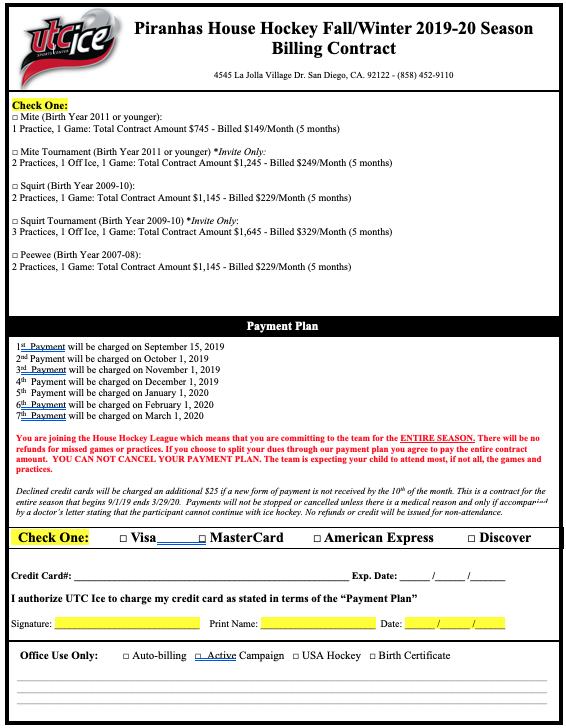 utc ice
SPORTS CENTER
Piranhas House Hockey Fall/Winter 2019-20 Season
Billing Contract
4545 La Jolla Village Dr. San Diego, CA. 92122 - (858) 452-9110
Check One:
□ Mite (Birth Year 2011 or younger):
1 Practice, 1 Game: Total Contract Amount $745 - Billed $149/Month (5 months)
□ Mite Tournament (Birth Year 2011 or younger) *Invite Only:
2 Practices, 1 Off Ice, 1 Game: Total Contract Amount $1,245 - Billed $249/Month (5 months)
□ Squirt (Birth Year 2009-10):
2 Practices, 1 Game: Total Contract Amount $1,145 - Billed $229/Month (5 months)
□ Squirt Tournament (Birth Year 2009-10) *Invite Only:
3 Practices, 1 Off Ice, 1 Game: Total Contract Amount $1,645 - Billed $329/Month (5 months)
□ Peewee (Birth Year 2007-08):
2 Practices, 1 Game: Total Contract Amount $1,145 - Billed $229/Month (5 months)
Payment Plan
1st Payment will be charged on September 15, 2019
2nd Payment will be charged on October 1, 2019
3rd Payment will be charged on November 1, 2019
4th Payment will be charged on December 1, 2019
5th Payment will be charged on January 1, 2020
6th Payment will be charged on February 1, 2020
7th Payment will be charged on March 1, 2020
You are joining the House Hockey League which means that you are committing to the team for the ENTIRE SEASON. There will be no
refunds for missed games or practices. If you choose to split your dues through our payment plan you agree to pay the entire contract
amount. YOU CAN NOT CANCEL YOUR PAYMENT PLAN. The team is expecting your child to attend most, if not all, the games and
practices.
Declined credit cards will be charged an additional $25 if a new form of payment is not received by the 10th of the month. This is a contract for the
entire season that begins 9/1/19 ends 3/29/20. Payments will not be stopped or cancelled unless there is a medical reason and only if accompanied
by a doctor's letter stating that the participant cannot continue with ice hockey. No refunds or credit will be issued for non-attendance.
Check One: □ Visa □ MasterCard □ American Express □ Discover
Credit Card#: ______ Exp. Date: ______/______/______
I authorize UTC Ice to charge my credit card as stated in terms of the “Payment Plan”
Signature: ______ Print Name: ______ Date: ______/______/______
Office Use Only: □ Auto-billing □ Active Campaign □ USA Hockey □ Birth Certificate